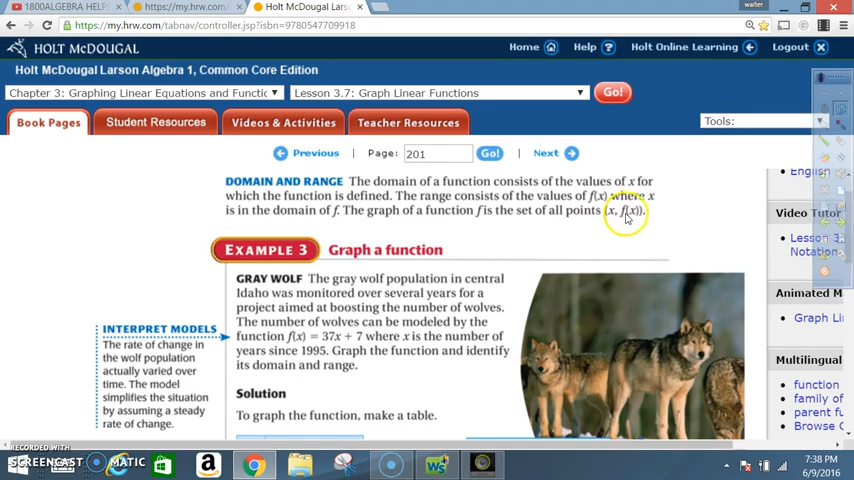 1800ALGEBRA HELP
https://my.hrw.com/tabna
Holt McDougal Larson Al
walter
https://my.hrw.com/tabnav/controller.jsp?isbn=9780547709918
HOLT MCDOUGAL
Home
Help
Holt Online Learning
Logout
Holt McDougal Larson Algebra 1, Common Core Edition
Chapter 3: Graphing Linear Equations and Functio
Lesson 3.7: Graph Linear Functions
Go!
Book Pages
Student Resources
Videos & Activities
Teacher Resources
Tools:
Previous | Page: 201 Go! | Next
English
DOMAIN AND RANGE The domain of a function consists of the values of x for
which the function is defined. The range consists of the values of f(x) where x
is in the domain of f. The graph of a function f is the set of all points (x, f(x)).
Video Tutor
Lesson 3
Notation
EXAMPLE 3 Graph a function
GRAY WOLF The gray wolf population in central
Idaho was monitored over several years for a
project aimed at boosting the number of wolves.
The number of wolves can be modeled by the
function f(x) = 37x + 7 where x is the number of
years since 1995. Graph the function and identify
its domain and range.
INTERPRET MODELS
The rate of change in
the wolf population
actually varied over
time. The model
simplifies the situation
by assuming a steady
rate of change.
Solution
To graph the function, make a table.
Animated M
Graph Li
Multilingual
function
family of
parent fu
Browse G
RECORDED WITH
SCREENCAST MATIC
7:38 PM
6/9/2016